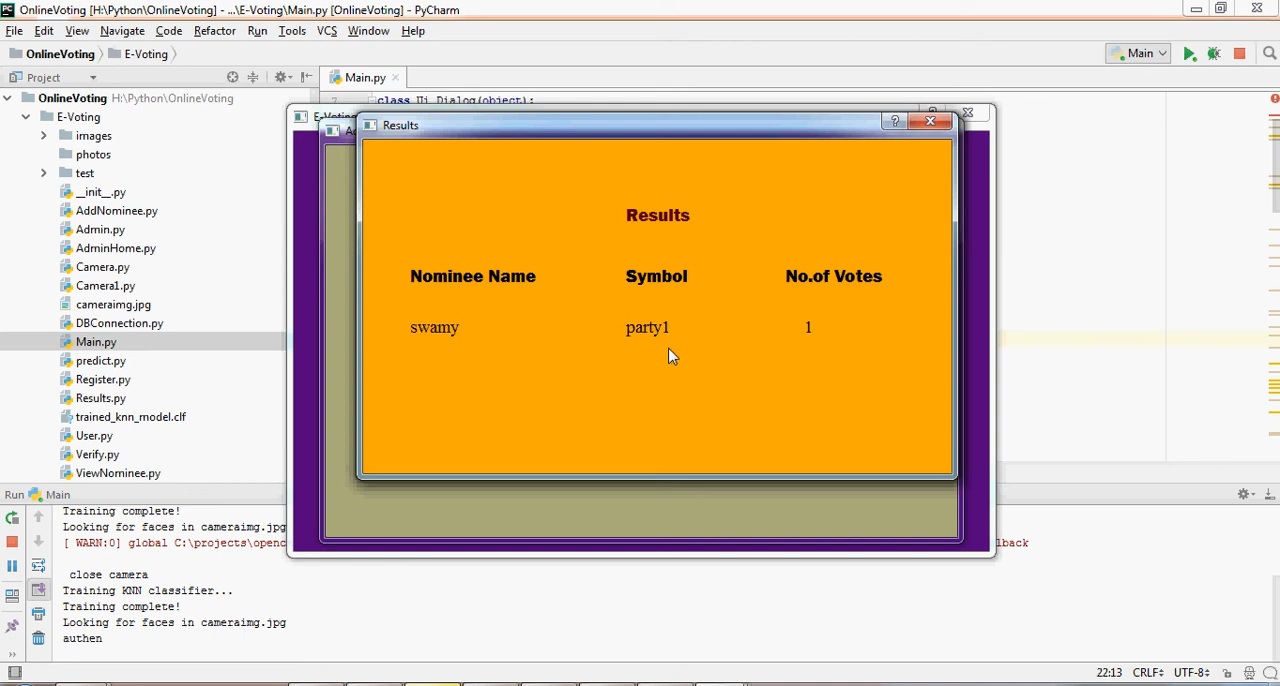 OnlineVoting [H:\Python\OnlineVoting] - ...\E-Voting\Main.py [OnlineVoting] - PyCharm
File Edit View Navigate Code Refactor Run Tools VCS Window Help
OnlineVoting E-Voting Main
Project Main.py
OnlineVoting H:\Python\OnlineVoting
class Ui_Dialog(object):
E-Voting
images
photos
test
__init__.py
AddNominee.py
Admin.py
AdminHome.py
Camera.py
Camera1.py
cameraimg.jpg
DBConnection.py
Main.py
predict.py
Register.py
Results.py
trained_knn_model.clf
User.py
Verify.py
ViewNominee.py
Results
Results
Nominee Name Symbol No.of Votes
swamy party1 1
Run Main
Training complete!
Looking for faces in cameraimg.jpg
[ WARN:0] global C:\projects\openc
close camera
Training KNN classifier...
Training complete!
Looking for faces in cameraimg.jpg
authen
22:13 CRLF UTF-8